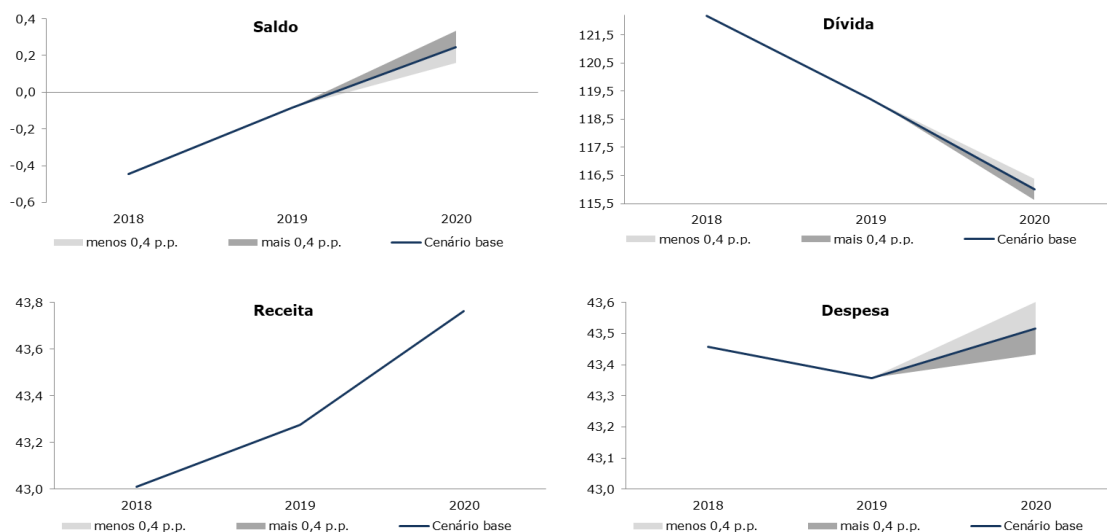 Saldo
0,4
0,2
0,0
-0,2
-0,4
-0,6
2018 2019 2020
menos 0,4 p.p. mais 0,4 p.p. Cenário base
Dívida
121,5
120,5
119,5
118,5
117,5
116,5
115,5
2018 2019 2020
menos 0,4 p.p. mais 0,4 p.p. Cenário base
Receita
43,8
43,6
43,4
43,2
43,0
2018 2019 2020
menos 0,4 p.p. mais 0,4 p.p. Cenário base
Despesa
43,6
43,5
43,4
43,3
43,2
43,1
43,0
2018 2019 2020
menos 0,4 p.p. mais 0,4 p.p. Cenário base